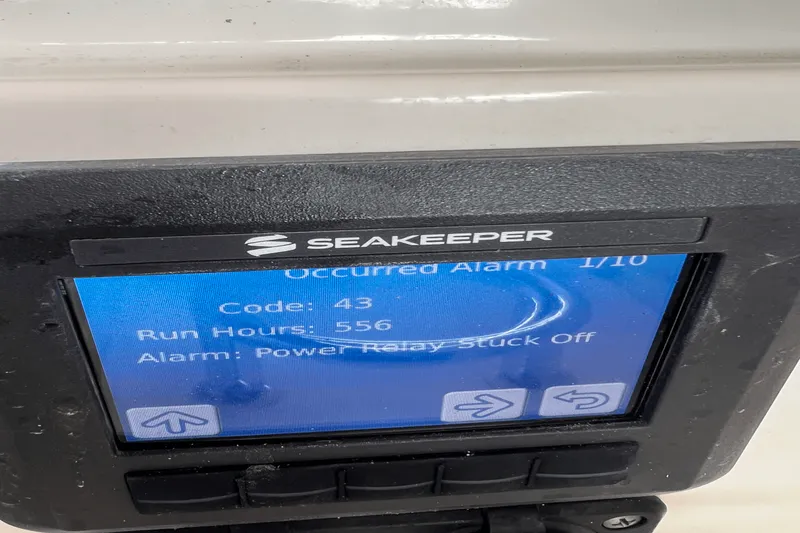 SEAKEEPER
Occurred Alarm 1/10
Code: 43
Run Hours: 556
Alarm: Power Relay Stuck Off